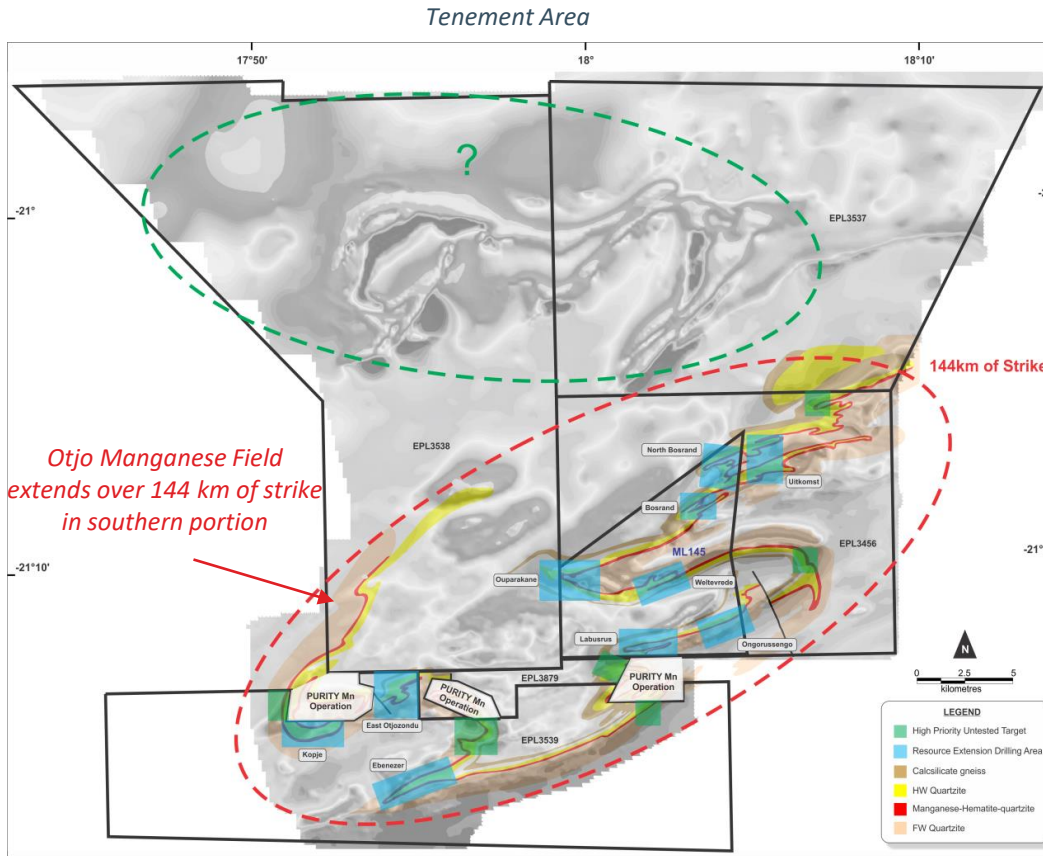 Tenement Area
17°50'
18°
18°10'
?
-21°
EPL3537
144km of Strike
EPL3538
Otjo Manganese Field
extends over 144 km of strike
in southern portion
North Bosrand
Uitkomst
Bosrand
ML145
EPL3456
-21°10'
-21°
Ouparakane
Weltevrede
Labusrus
Ongorussengo
N
0 2.5 5
kilometres
EPL3879
PURITY Mn
Operation
PURITY Mn
Operation
PURITY Mn
Operation
East Otjozondu
EPL3539
Kopje
Ebenezer
LEGEND
High Priority Untested Target
Resource Extension Drilling Area
Calcsilicate gneiss
HW Quartzite
Manganese-Hematite-quartzite
FW Quartzite